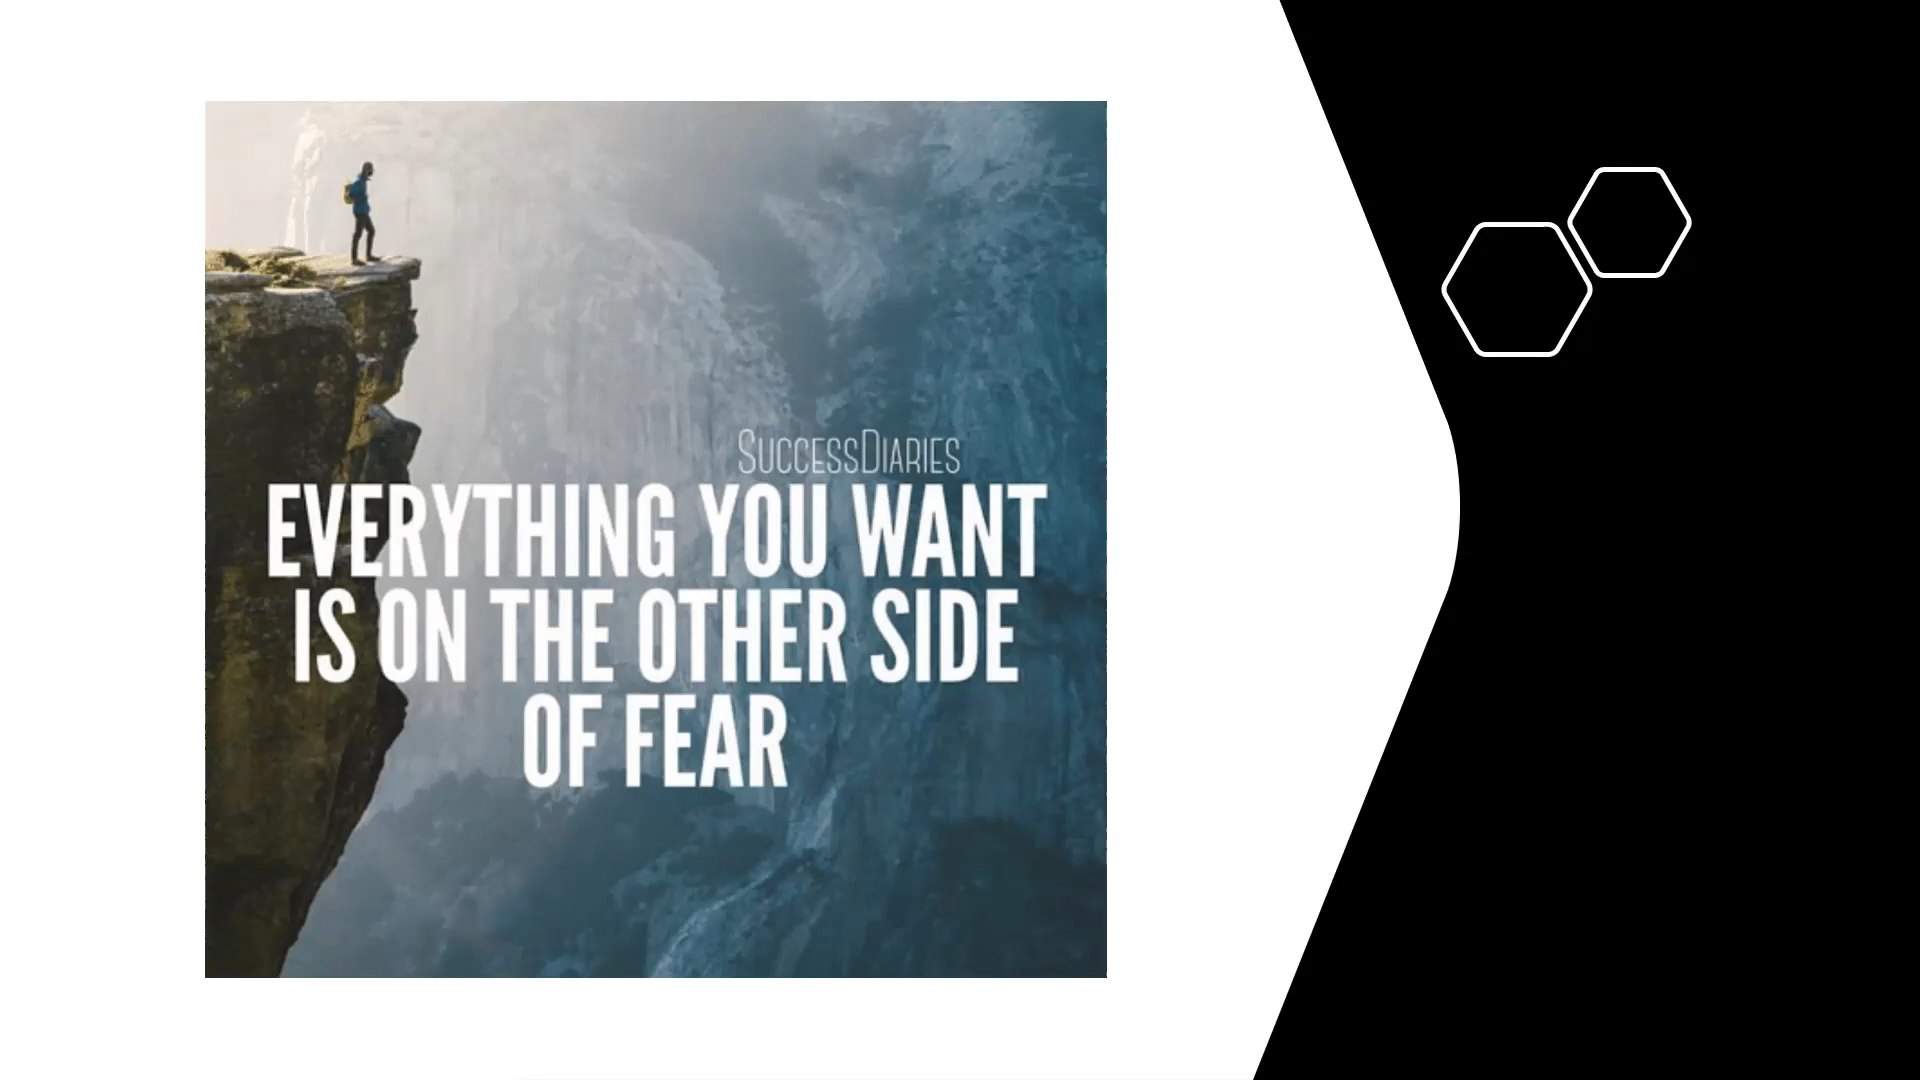 SUCCESSDIARIES
EVERYTHING YOU WANT
IS ON THE OTHER SIDE
OF FEAR